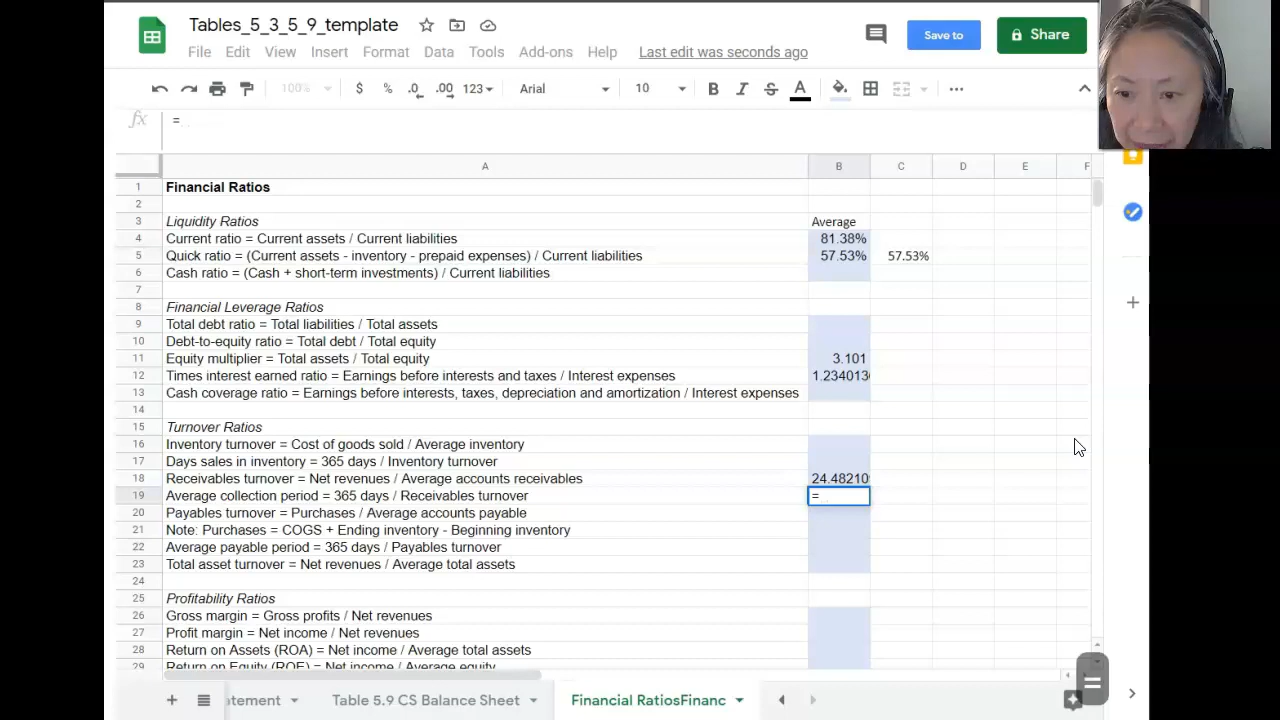 Tables_5_3_5_9_template
File Edit View Insert Format Data Tools Add-ons Help Last edit was seconds ago
Save to
Share
100% $ % .0 .00 123 Arial 10 B I S A
fx =
A B C D E F
1 Financial Ratios
2
3 Liquidity Ratios Average
4 Current ratio = Current assets / Current liabilities 81.38%
5 Quick ratio = (Current assets - inventory - prepaid expenses) / Current liabilities 57.53% 57.53%
6 Cash ratio = (Cash + short-term investments) / Current liabilities
7
8 Financial Leverage Ratios
9 Total debt ratio = Total liabilities / Total assets
10 Debt-to-equity ratio = Total debt / Total equity
11 Equity multiplier = Total assets / Total equity 3.101
12 Times interest earned ratio = Earnings before interests and taxes / Interest expenses 1.234013
13 Cash coverage ratio = Earnings before interests, taxes, depreciation and amortization / Interest expenses
14
15 Turnover Ratios
16 Inventory turnover = Cost of goods sold / Average inventory
17 Days sales in inventory = 365 days / Inventory turnover
18 Receivables turnover = Net revenues / Average accounts receivables 24.48210
19 Average collection period = 365 days / Receivables turnover =
20 Payables turnover = Purchases / Average accounts payable
21 Note: Purchases = COGS + Ending inventory - Beginning inventory
22 Average payable period = 365 days / Payables turnover
23 Total asset turnover = Net revenues / Average total assets
24
25 Profitability Ratios
26 Gross margin = Gross profits / Net revenues
27 Profit margin = Net income / Net revenues
28 Return on Assets (ROA) = Net income / Average total assets
29 Return on Equity (ROE) = Net income / Average equity
atement Table 5.9 CS Balance Sheet Financial RatiosFinanc
=